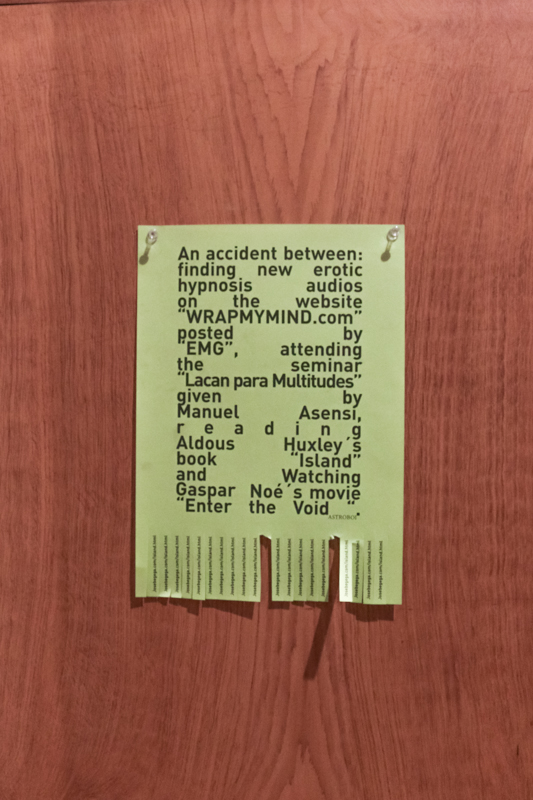 An accident between:
finding new erotic
hypnosis audios
on the website
“WRAPMYMIND.com”
posted by
“EMG”, attending
the seminar
“Lacan para Multitudes”
given by
Manuel Asensi,
r e a d i n g
Aldous Huxley´s
book “Island”
and Watching
Gaspar Noé´s movie
“Enter the Void “.
ASTROBOI